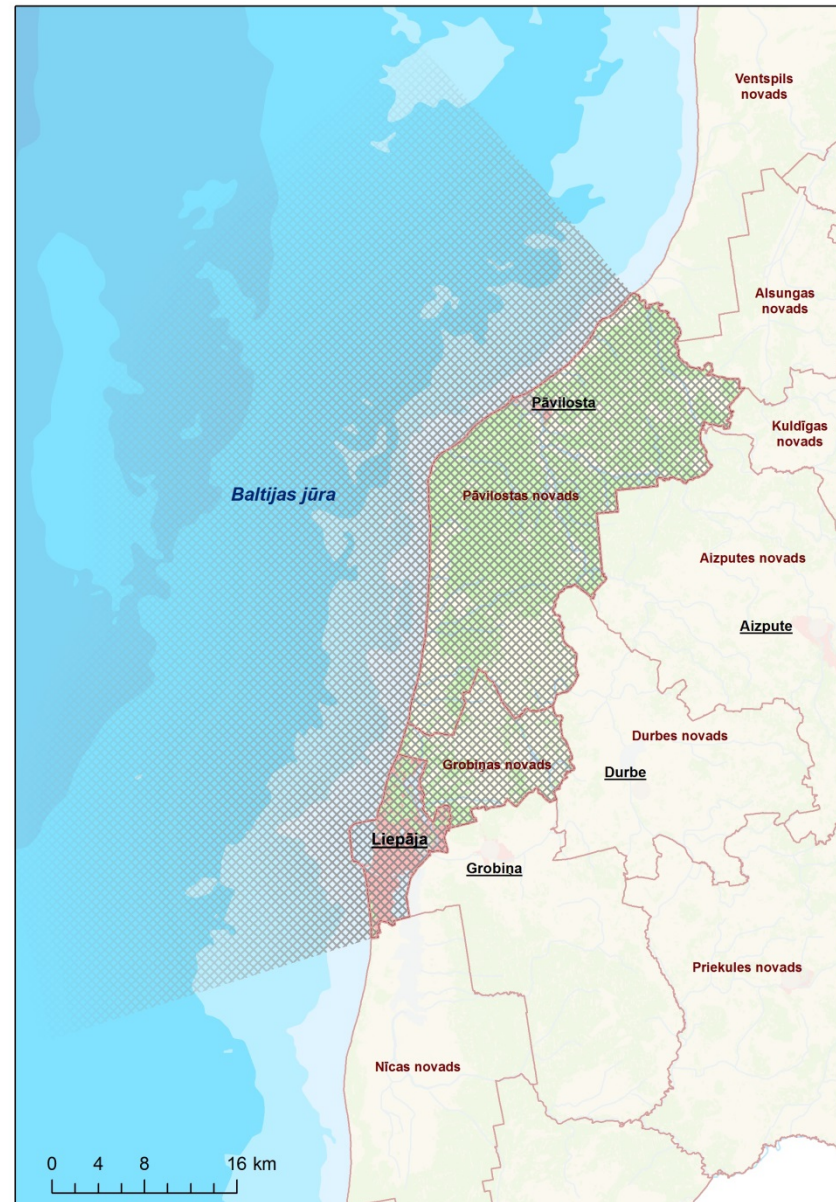 Ventspils
novads
Alsungas
novads
Pāvilosta
Kuldīgas
novads
Baltijas jūra
Pāvilostas novads
Aizputes novads
Aizpute
Durbes novads
Grobiņas novads
Durbe
Liepāja
Grobiņa
Priekules novads
Nīcas novads
0 4 8 16 km